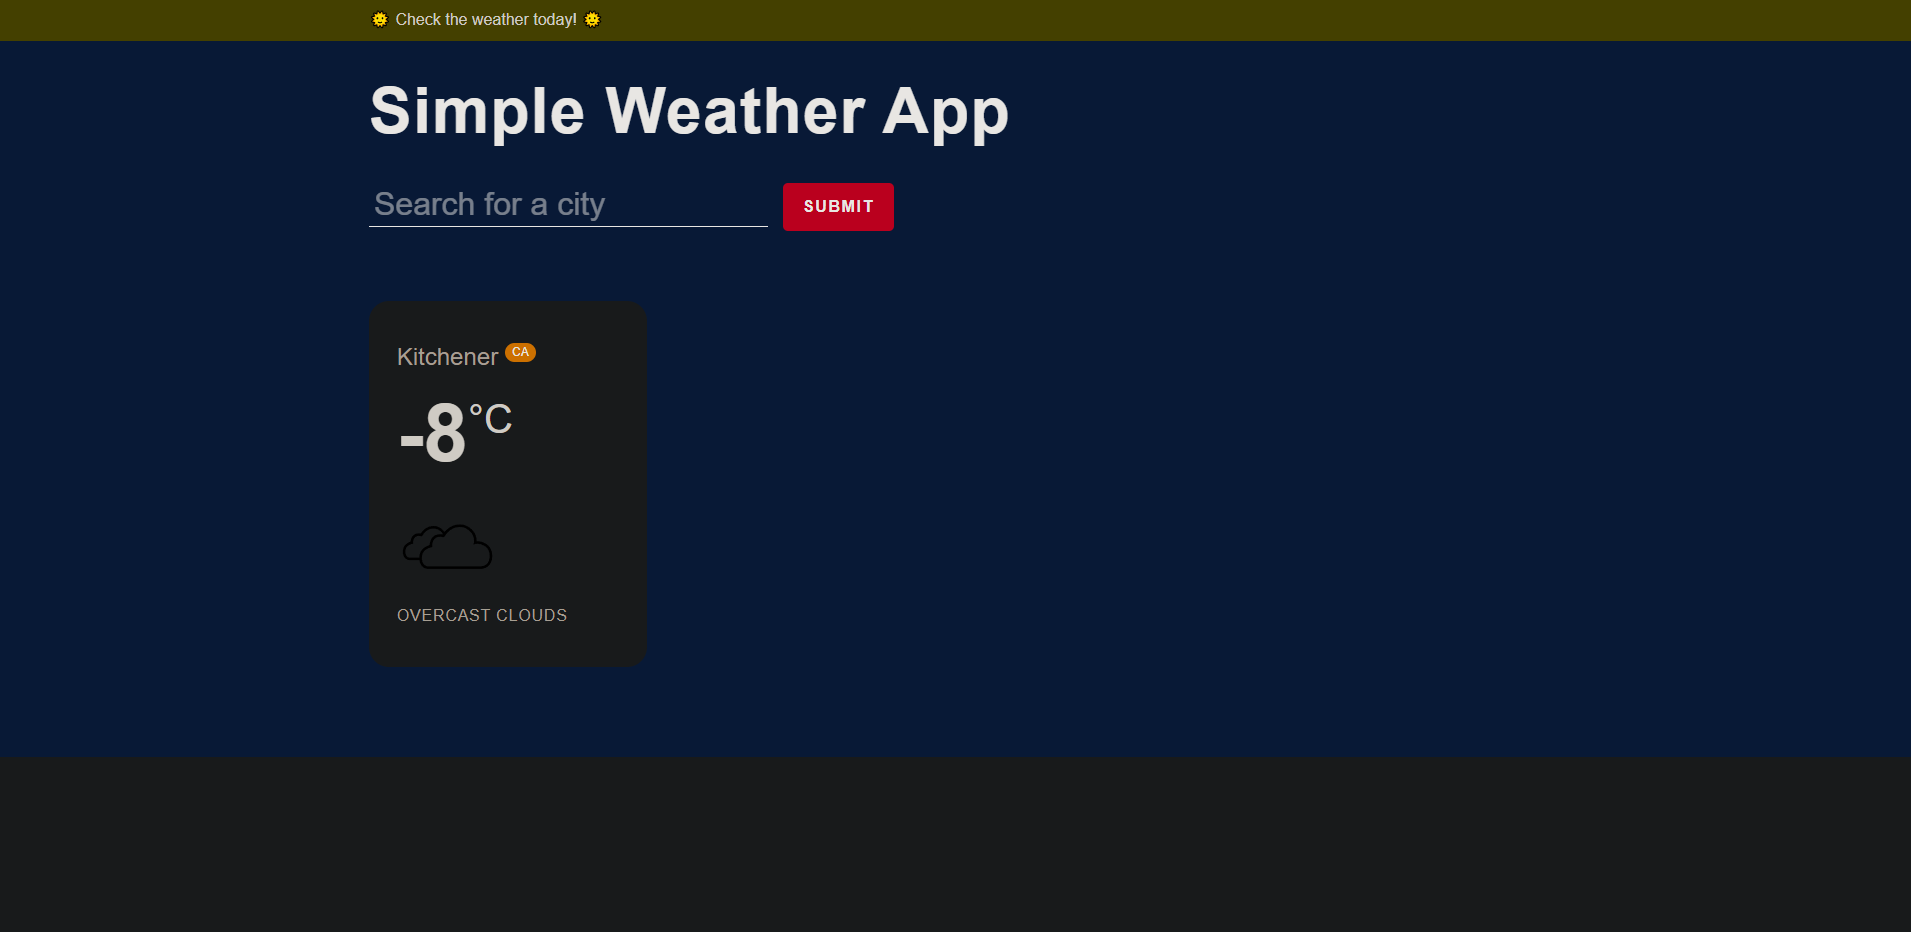 🌞 Check the weather today! 🌞
Simple Weather App
Search for a city
SUBMIT
Kitchener CA
-8°C
OVERCAST CLOUDS